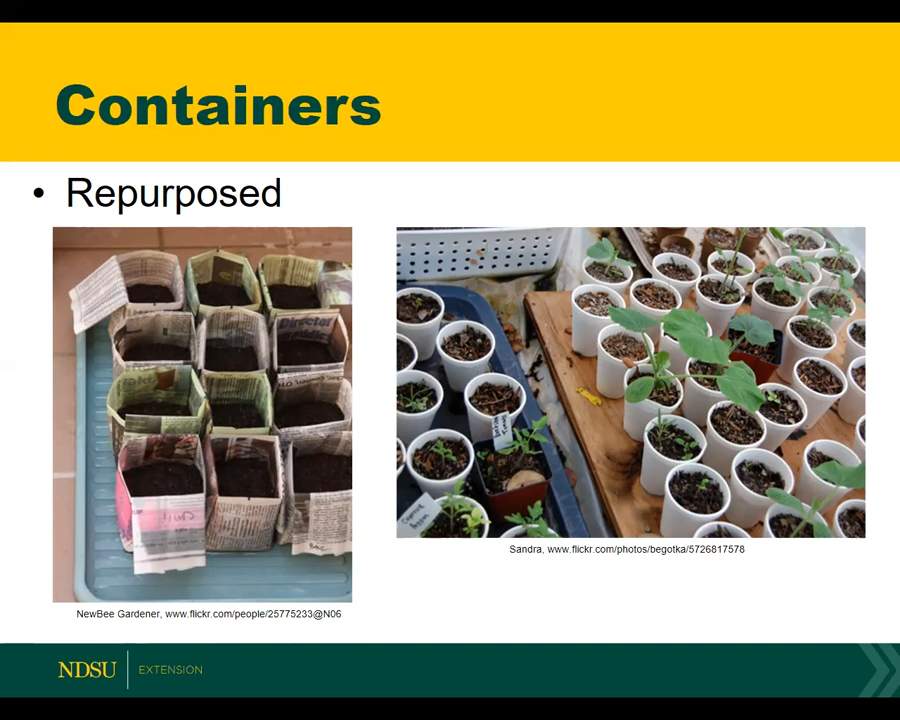 Containers
• Repurposed
Director
NewBee Gardener, www.flickr.com/people/25775233@N06
Sandra, www.flickr.com/photos/begotka/5726817578
NDSU
EXTENSION